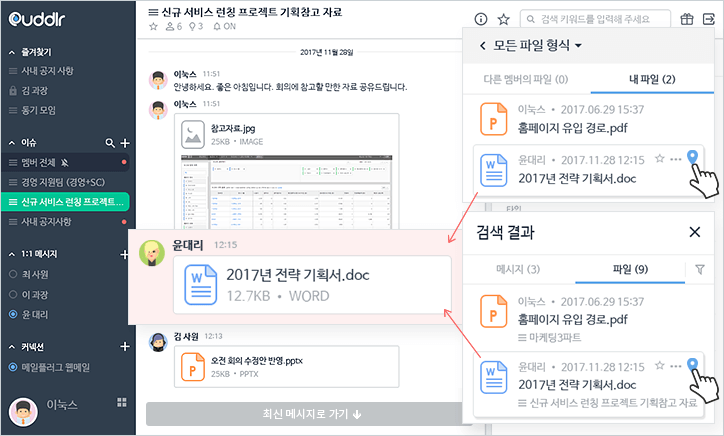 Quddlr
즐겨찾기
사내 공지 사항
김 과장
동기 모임
이슈
멤버 전체
경영 지원팀 (경영+SC)
신규 서비스 런칭 프로젝트...
사내 공지사항
1:1 메시지
최 사원
이 과장
윤 대리
커넥션
메일플러그 웹메일
이눅스
신규 서비스 런칭 프로젝트 기획참고 자료
6 3 ON
검색 키워드를 입력해 주세요
2017년 11월 28일
이눅스 11:51
안녕하세요. 좋은 아침입니다. 회의에 참고할 만한 자료 공유드립니다.
이눅스 11:51
참고자료.jpg
25KB • IMAGE
윤대리 12:15
2017년 전략 기획서.doc
12.7KB • WORD
김 사원 12:13
오전 회의 수정안 반영.pptx
25KB • PPTX
최신 메시지로 가기
모든 파일 형식
다른 멤버의 파일 (0)
내 파일 (2)
이눅스 • 2017.06.29 15:37
홈페이지 유입 경로.pdf
윤대리 • 2017.11.28 12:15
2017년 전략 기획서.doc
타임
검색 결과
메시지 (3)
파일 (9)
이눅스 • 2017.06.29 15:37
홈페이지 유입 경로.pdf
마케팅3파트
윤대리 • 2017.11.28 12:15
2017년 전략 기획서.doc
신규 서비스 런칭 프로젝트 기획참고 자료